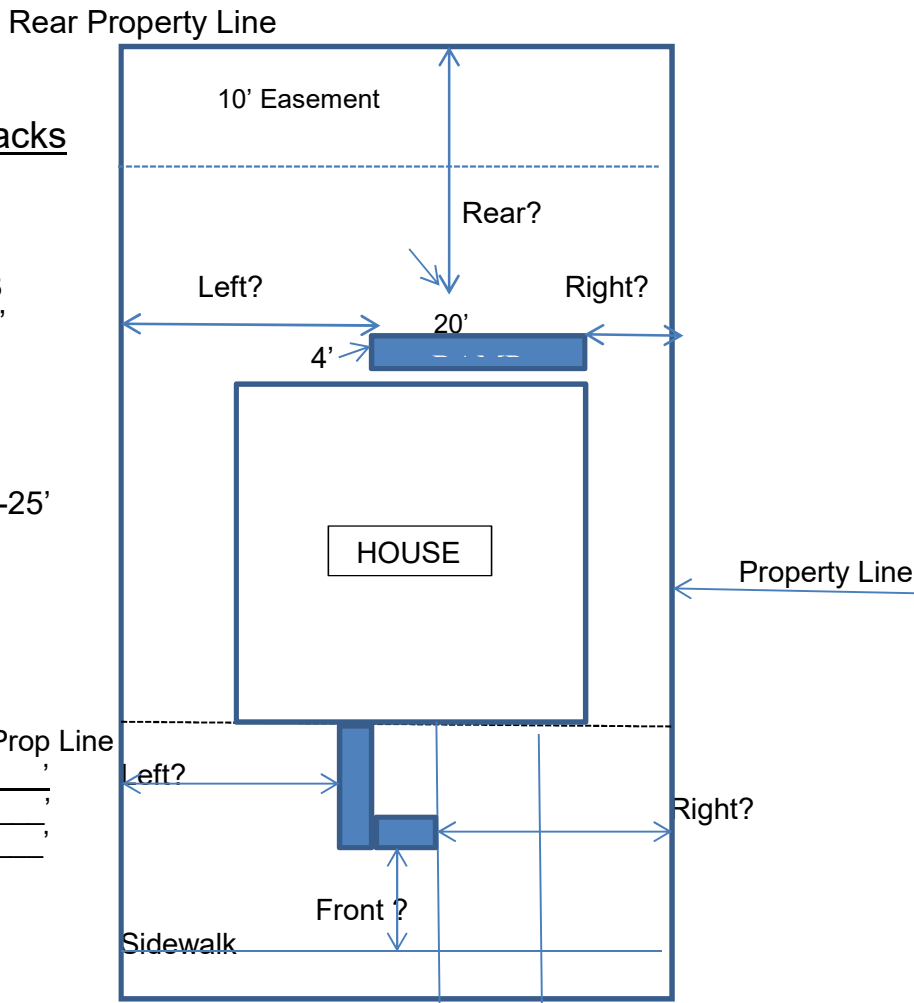 Rear Property Line
10’ Easement
acks
Rear?
Left?
Right?
’
20’
4’
-25’
HOUSE
Property Line
Prop Line
’
Left?
’
Right?
’
Front ?
Sidewalk